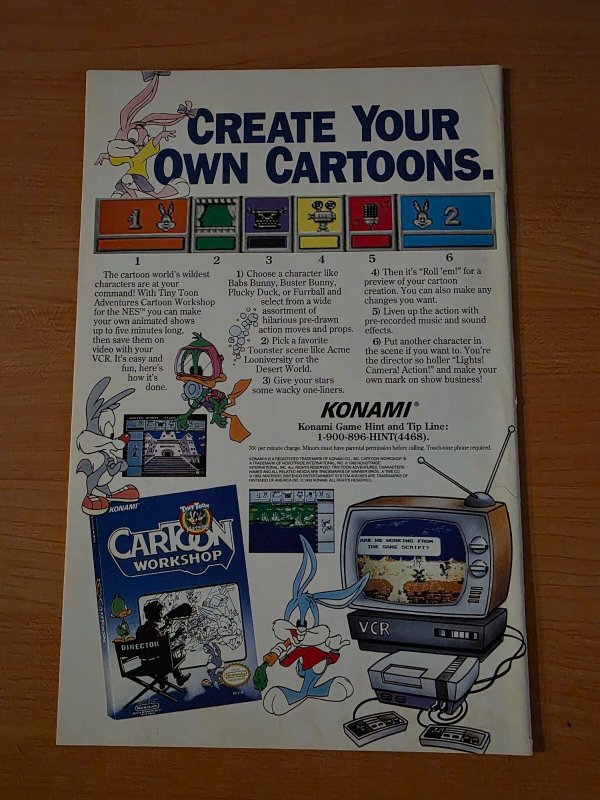 CREATE YOUR
OWN CARTOONS.
1
2
1 2 3 4 5 6
The cartoon world's wildest
characters are at your
command! With Tiny Toon
Adventures Cartoon Workshop
for the NES™ you can make
your own animated shows
up to five minutes long,
then save them on
video with your
VCR. It's easy and
fun, here's
how it's
done.
1) Choose a character like
Babs Bunny, Buster Bunny,
Plucky Duck, or Furrball and
select from a wide
assortment of
hilarious pre-drawn
action moves and props.
2) Pick a favorite
Toonster scene like Acme
Looniversity or the
Desert World.
3) Give your stars
some wacky one-liners.
4) Then it's "Roll 'em!" for a
preview of your cartoon
creation. You can also make any
changes you want.
5) Liven up the action with
pre-recorded music and sound
effects.
6) Put another character in
the scene if you want to. You're
the director so holler "Lights!
Camera! Action!" and make your
own mark on show business!
KONAMI®
Konami Game Hint and Tip Line:
1-900-896-HINT(4468).
70¢ per minute charge. Minors must have parental permission before calling. Touch-tone phone required.
KONAMI
TINY TOON
CARTOON
WORKSHOP
DIRECTOR
ARE WE WORKING FROM
THE GAME SCRIPT?
VCR